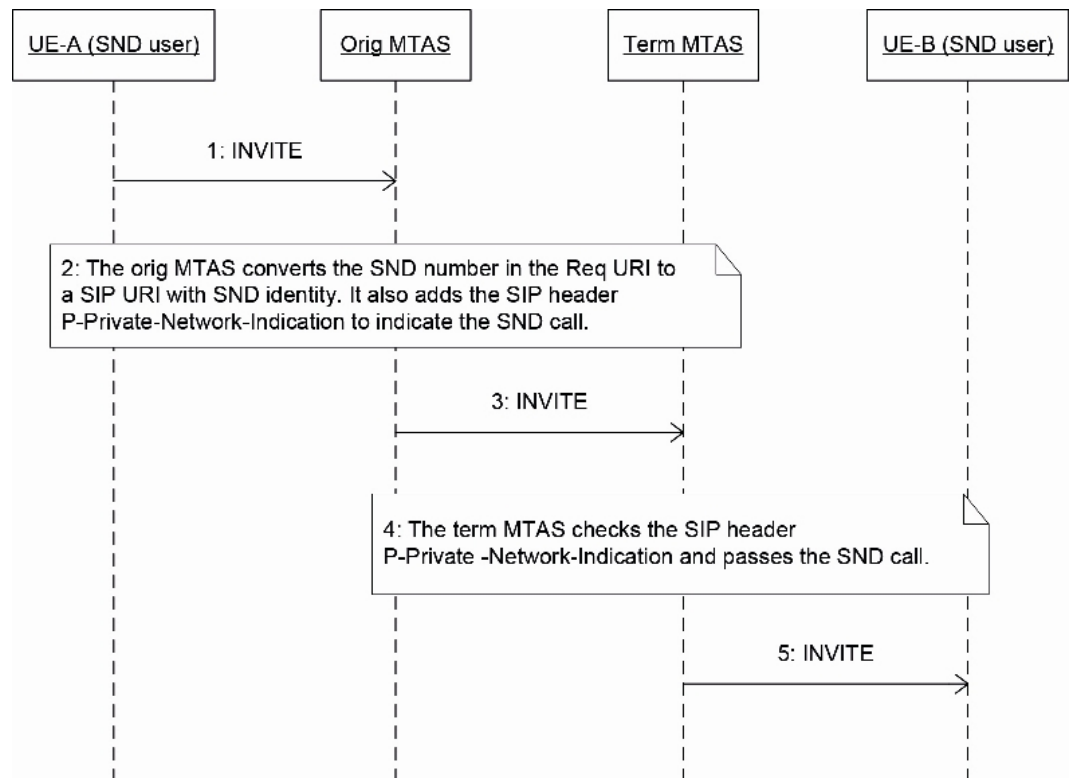 UE-A (SND user)
Orig MTAS
Term MTAS
UE-B (SND user)
1: INVITE
2: The orig MTAS converts the SND number in the Req URI to
a SIP URI with SND identity. It also adds the SIP header
P-Private-Network-Indication to indicate the SND call.
3: INVITE
4: The term MTAS checks the SIP header
P-Private -Network-Indication and passes the SND call.
5: INVITE